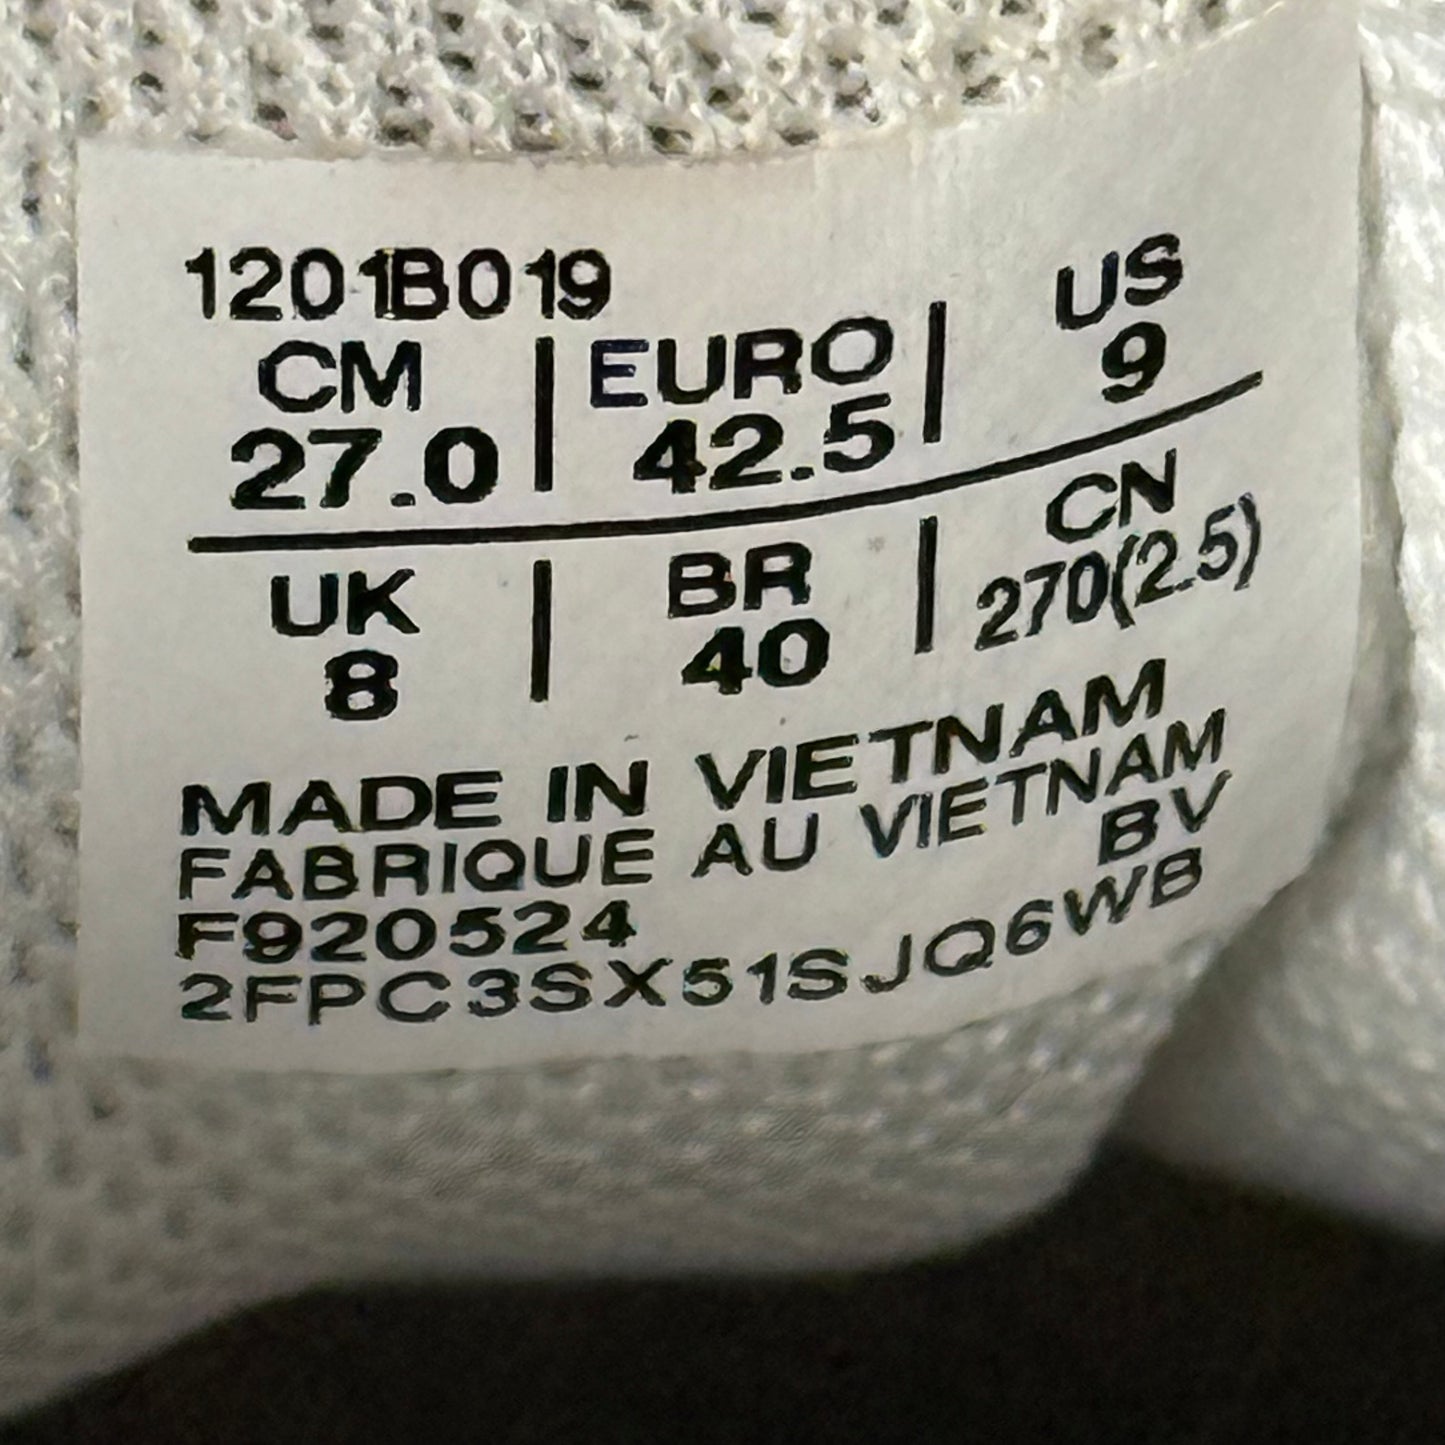 1201B019
CM | EURO | US
27.0 | 42.5 | 9
UK | BR | CN
8 | 40 | 270(2.5)
MADE IN VIETNAM
FABRIQUE AU VIETNAM
F920524 BV
2FPC3SX51SJQ6WB